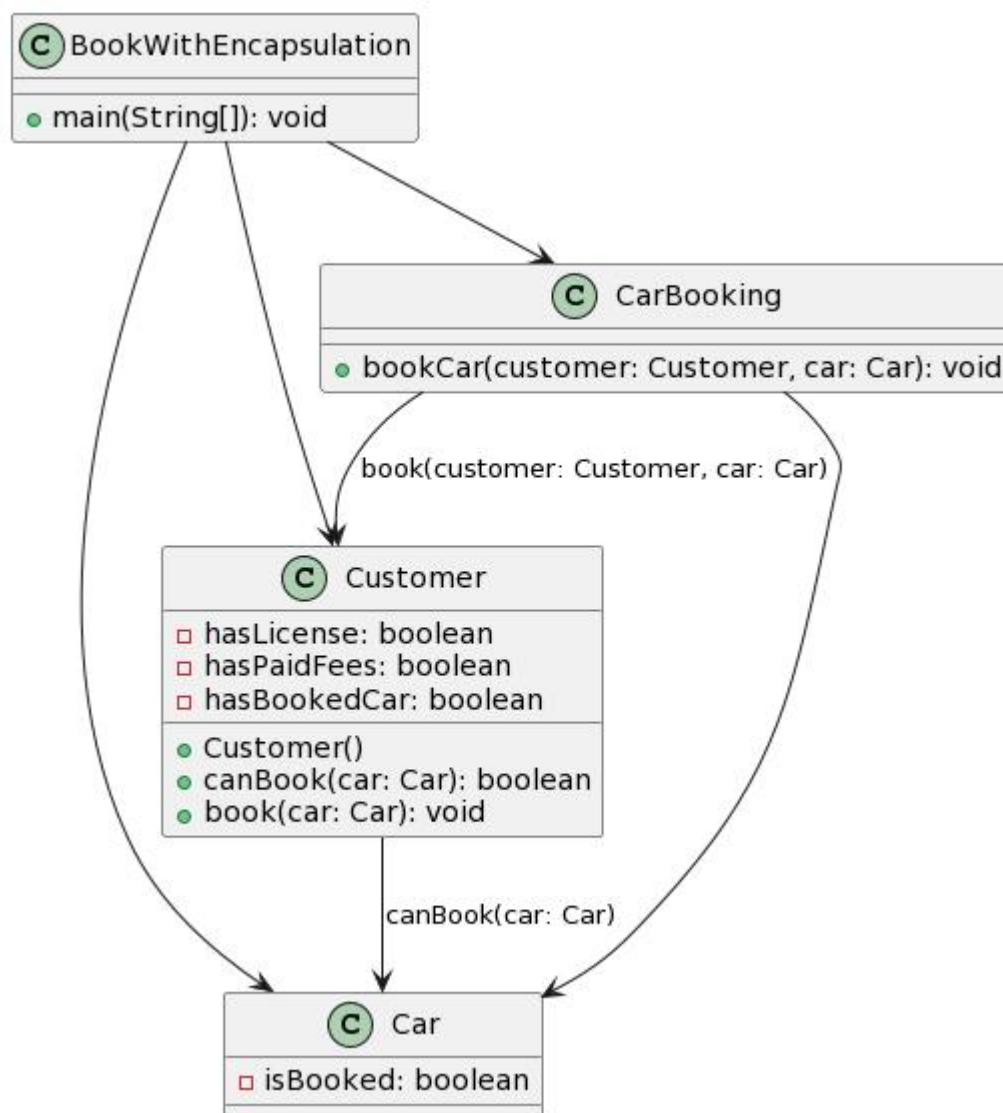 C BookWithEncapsulation
main(String[]): void
C CarBooking
bookCar(customer: Customer, car: Car): void
book(customer: Customer, car: Car)
C Customer
hasLicense: boolean
hasPaidFees: boolean
hasBookedCar: boolean
Customer()
canBook(car: Car): boolean
book(car: Car): void
canBook(car: Car)
C Car
isBooked: boolean